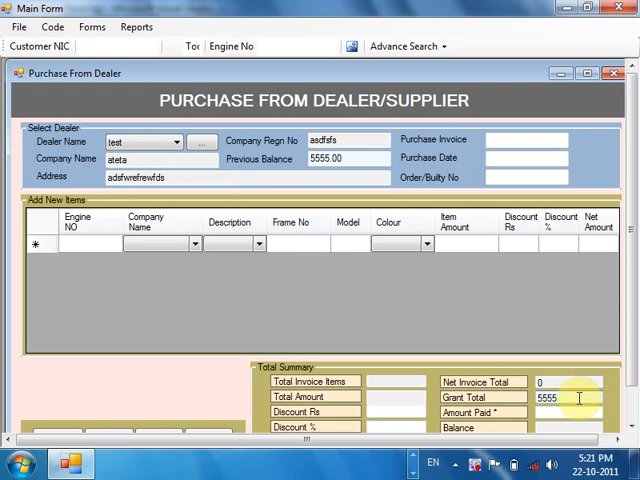 Main Form
File Code Forms Reports
Customer NIC Toc Engine No Advance Search
Purchase From Dealer
PURCHASE FROM DEALER/SUPPLIER
Select Dealer
Dealer Name test ... Company Regn No asdfsfs Purchase Invoice
Company Name ateta Previous Balance 5555.00 Purchase Date
Address adsfwrefrewfds Order/Builty No
Add New Items
Engine NO Company Name Description Frame No Model Colour Item Amount Discount Rs Discount % Net Amount
Total Summary
Total Invoice Items Net Invoice Total 0
Total Amount Grant Total 5555
Discount Rs Amount Paid *
Discount % Balance
EN 5:21 PM
22-10-2011